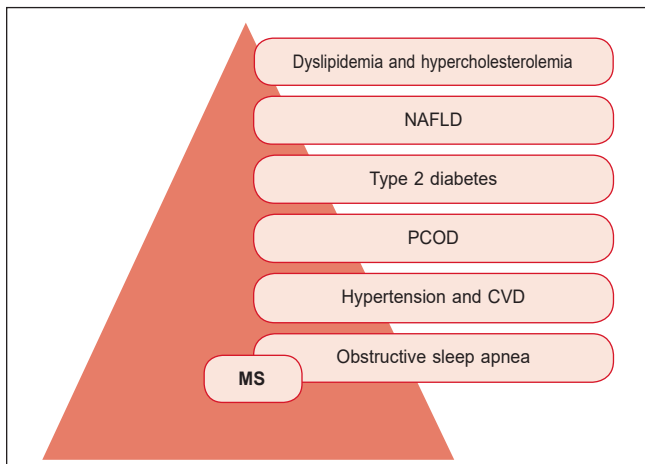 Dyslipidemia and hypercholesterolemia
NAFLD
Type 2 diabetes
PCOD
Hypertension and CVD
Obstructive sleep apnea
MS